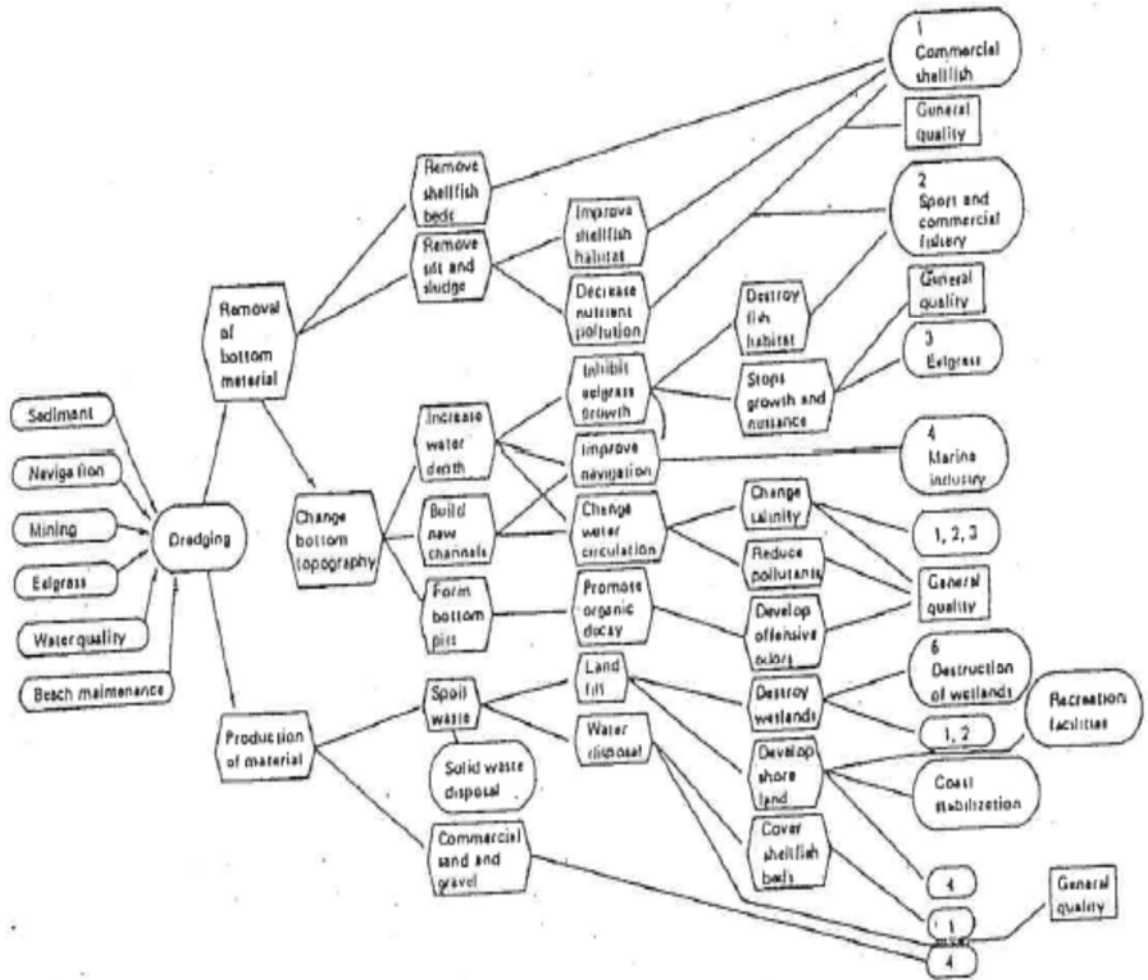 1
Commercial
shellfish
General
quality
2
Sport and
commercial
fishery
General
quality
3
Eelgrass
4
Marine
industry
1, 2, 3
General
quality
Destruction
of wetlands
Recreation
facilities
1, 2
Coast
stabilization
4
General
quality
1
4
Remove
shellfish
beds
Remove
silt and
sludge
Improve
shellfish
habitat
Decrease
nutrient
pollution
Destroy
fish
habitat
Stops
growth and
nuisance
Removal
of
bottom
material
Inhibit
eelgrass
growth
Increase
water
depth
Improve
navigation
Change
bottom
topography
Build
new
channels
Change
water
circulation
Change
salinity
Reduce
pollutants
Form
bottom
pits
Promote
organic
decay
Develop
offensive
odors
Sediment
Navigation
Mining
Eelgrass
Water quality
Beach maintenance
Dredging
Production
of material
Spoil
waste
Land
fill
Destroy
wetlands
Water
disposal
Develop
shore
land
Solid waste
disposal
Cover
shellfish
beds
Commercial
sand and
gravel